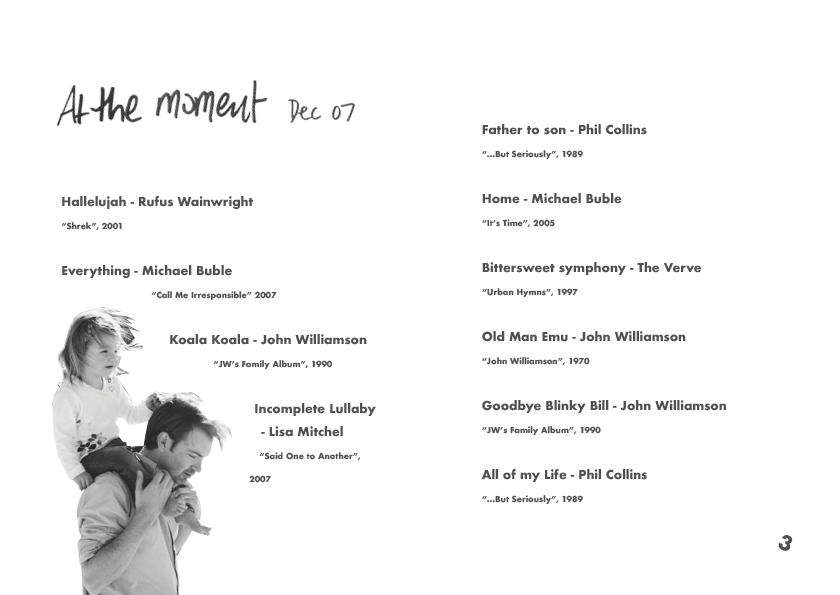 At the moment Dec 07
Hallelujah - Rufus Wainwright
“Shrek”, 2001
Everything - Michael Buble
“Call Me Irresponsible” 2007
Koala Koala - John Williamson
“JW’s Family Album”, 1990
Incomplete Lullaby
- Lisa Mitchel
“Said One to Another”,
2007
Father to son - Phil Collins
“...But Seriously”, 1989
Home - Michael Buble
“It’s Time”, 2005
Bittersweet symphony - The Verve
“Urban Hymns”, 1997
Old Man Emu - John Williamson
“John Williamson”, 1970
Goodbye Blinky Bill - John Williamson
“JW’s Family Album”, 1990
All of my Life - Phil Collins
“...But Seriously”, 1989
3